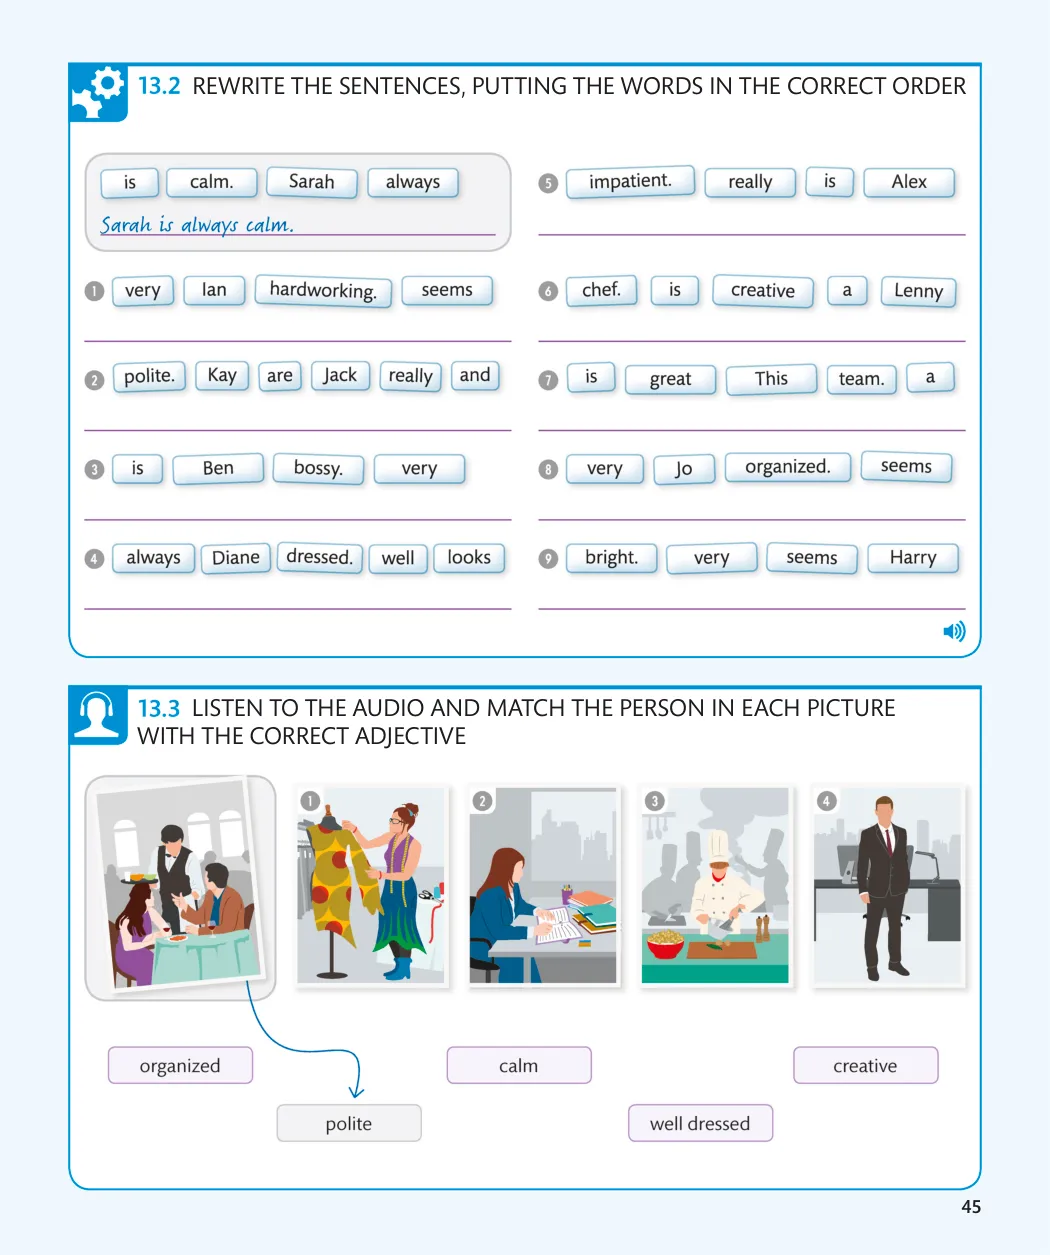 13.2 REWRITE THE SENTENCES, PUTTING THE WORDS IN THE CORRECT ORDER
is calm. Sarah always
Sarah is always calm.
1 very Ian hardworking. seems
2 polite. Kay are Jack really and
3 is Ben bossy. very
4 always Diane dressed. well looks
5 impatient. really is Alex
6 chef. is creative a Lenny
7 is great This team. a
8 very Jo organized. seems
9 bright. very seems Harry
13.3 LISTEN TO THE AUDIO AND MATCH THE PERSON IN EACH PICTURE
WITH THE CORRECT ADJECTIVE
1 2 3 4
organized calm creative
polite well dressed
45